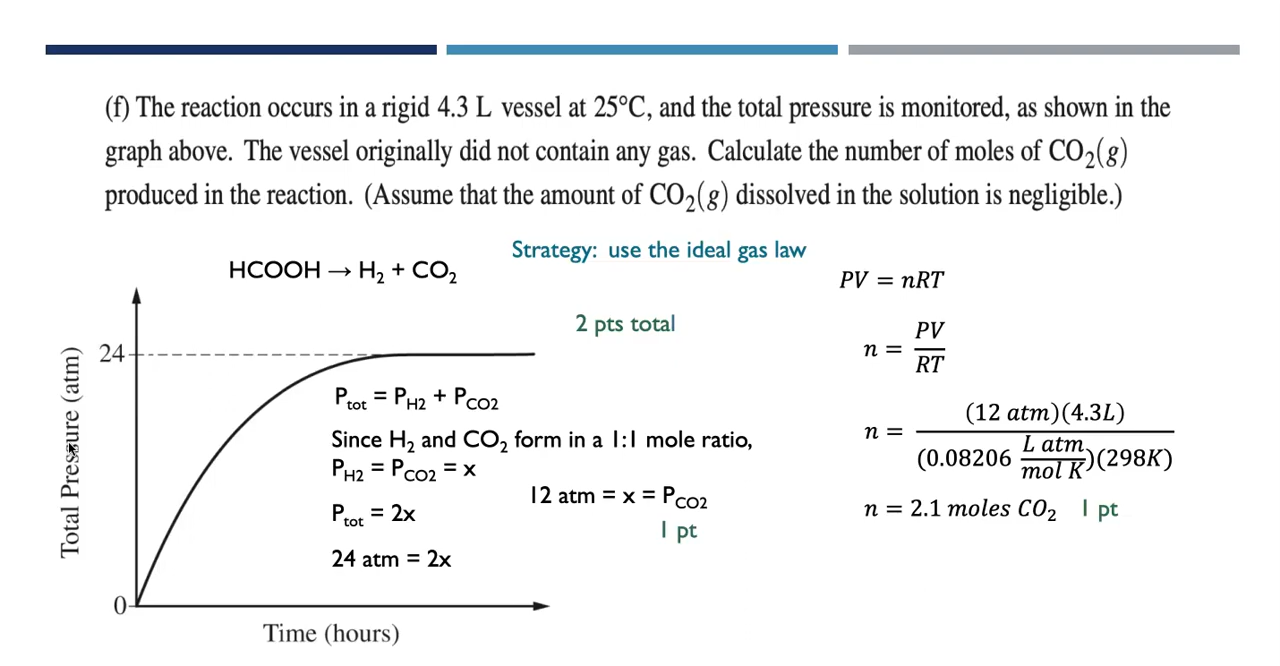 (f) The reaction occurs in a rigid 4.3 L vessel at 25°C, and the total pressure is monitored, as shown in the
graph above. The vessel originally did not contain any gas. Calculate the number of moles of CO₂(g)
produced in the reaction. (Assume that the amount of CO₂(g) dissolved in the solution is negligible.)
Strategy: use the ideal gas law
HCOOH → H₂ + CO₂
2 pts total
24
Total Pressure (atm)
0
Time (hours)
Pₜₒₜ = P_H2 + P_CO2
Since H₂ and CO₂ form in a 1:1 mole ratio,
P_H2 = P_CO2 = x
Pₜₒₜ = 2x
24 atm = 2x
12 atm = x = P_CO2
1 pt
PV = nRT
n = PV/RT
n = (12 atm)(4.3L)/(0.08206 L atm/mol K)(298K)
n = 2.1 moles CO₂ 1 pt